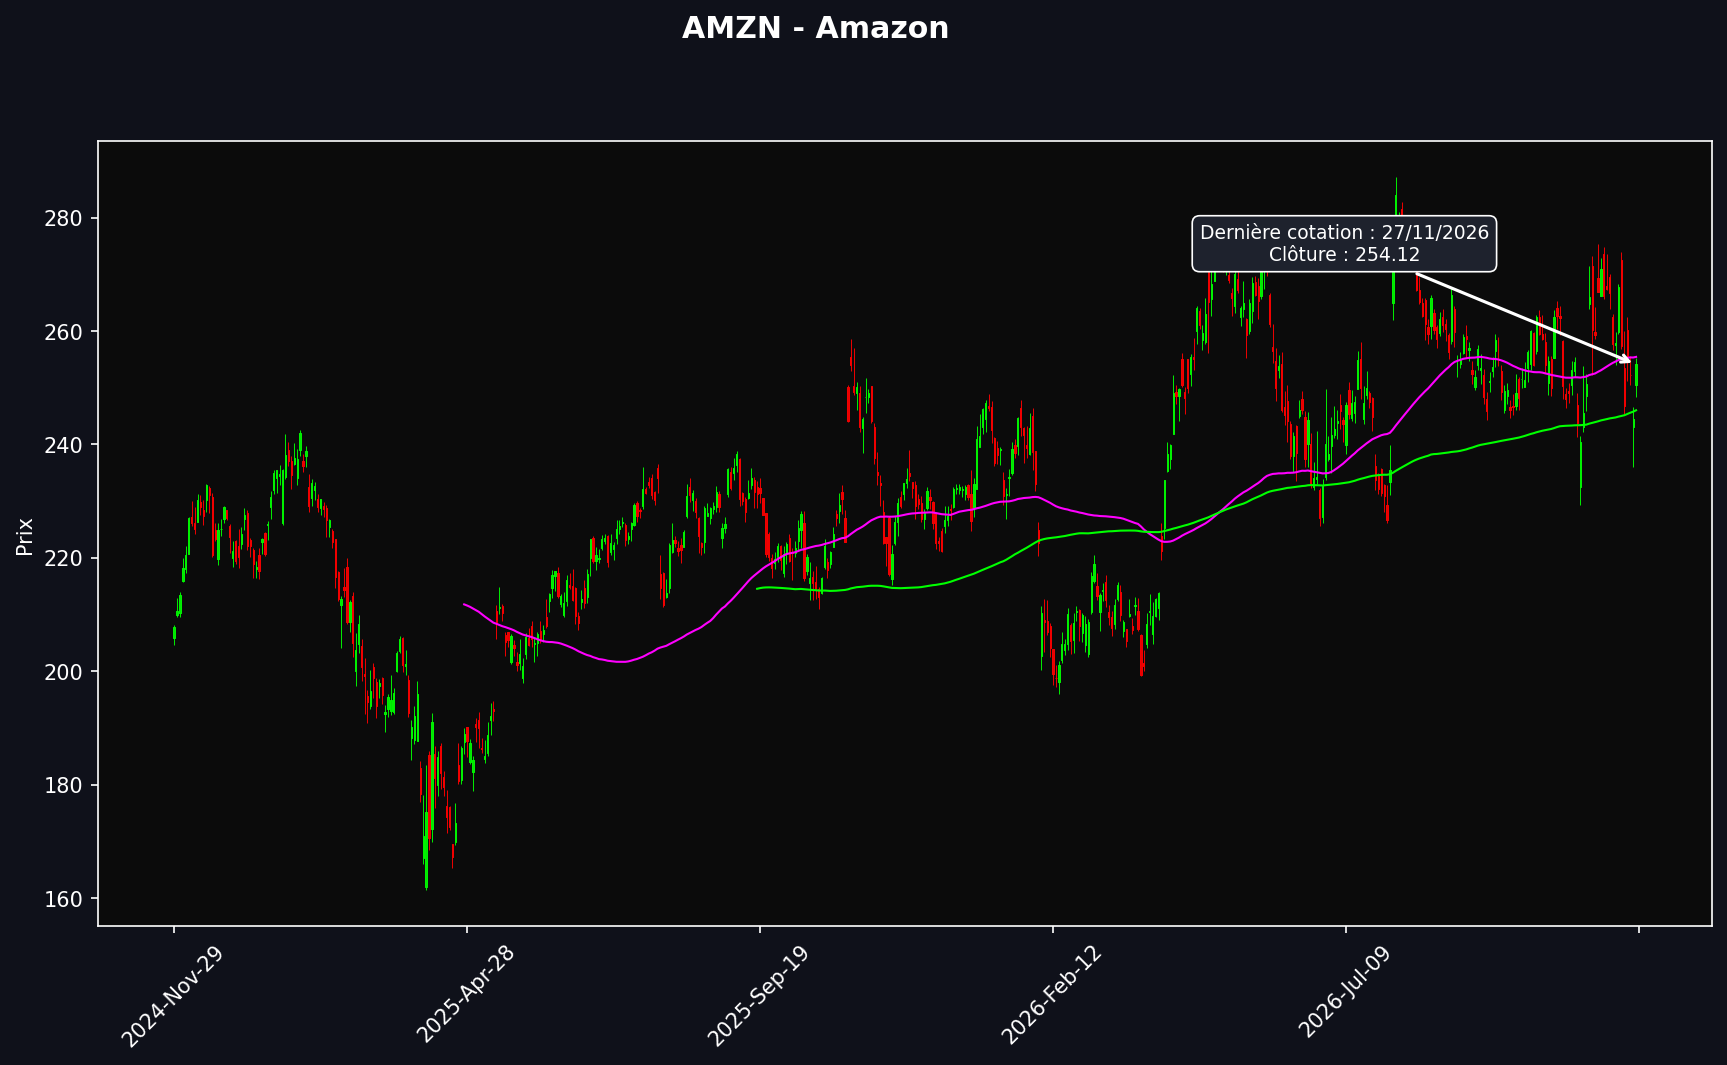 AMZN - Amazon
Prix
280
260
240
220
200
180
160
Dernière cotation : 27/11/2026
Clôture : 254.12
2024-Nov-29
2025-Apr-28
2025-Sep-19
2026-Feb-12
2026-Jul-09